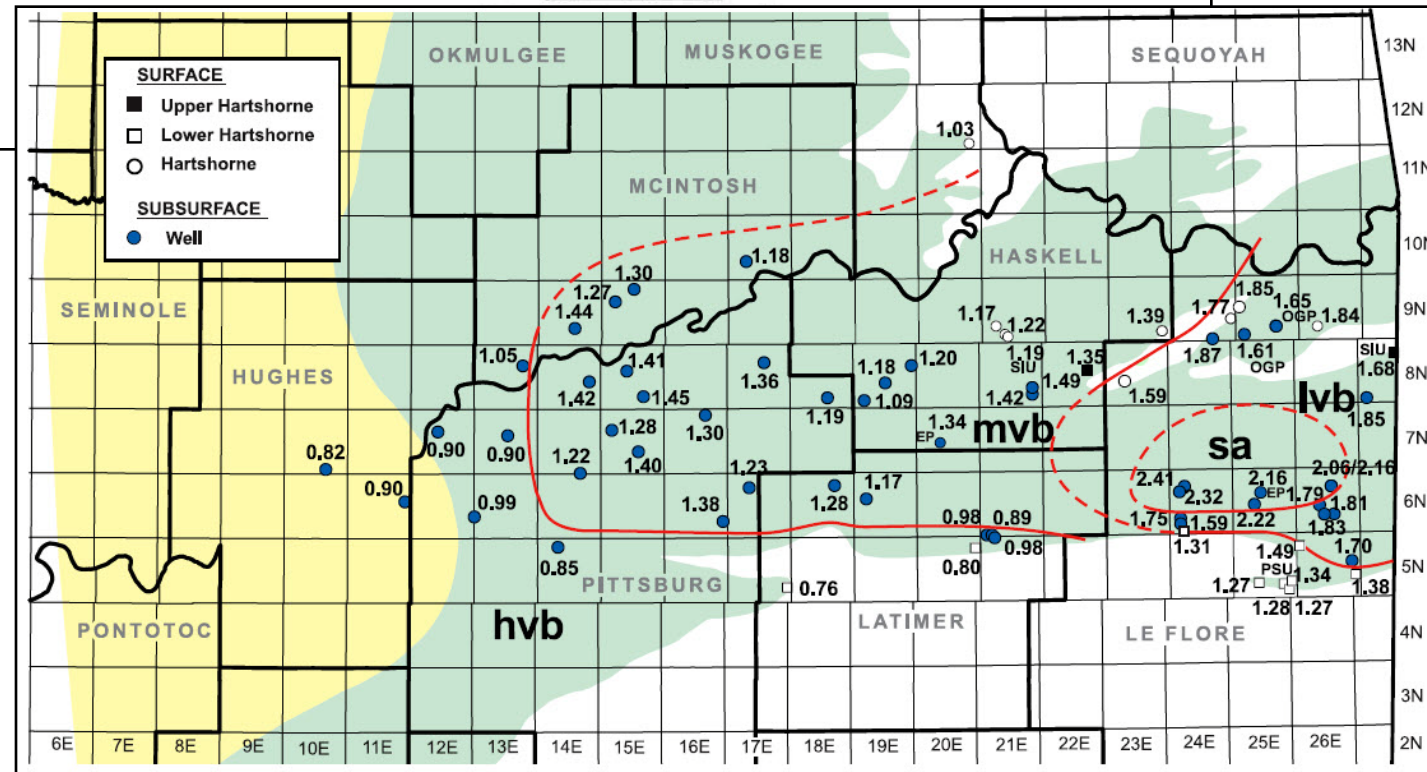 OKMULGEE
MUSKOGEE
SEQUOYAH
13N
SURFACE
Upper Hartshorne
Lower Hartshorne
Hartshorne
SUBSURFACE
Well
12N
1.03
11N
MCINTOSH
10N
HASKELL
1.18
1.30
1.27
1.44
SEMINOLE
1.17
1.22
1.39
1.77
1.85
1.65
OGP
1.84
9N
1.05
1.41
1.19
SIU
1.35
1.87
1.61
OGP
SIU
1.68
8N
HUGHES
1.42
1.45
1.36
1.18
1.20
1.09
1.49
1.42
1.59
lvb
1.85
1.19
1.34
EP
mvb
sa
7N
0.82
0.90
0.90
1.28
1.30
1.40
1.22
1.23
2.41
2.16
EP
2.06/2.16
0.90
0.99
1.38
1.28
1.17
2.32
2.22
1.79
1.81
1.83
6N
0.98
0.89
0.98
1.75
1.59
1.31
1.49
1.70
0.85
PITTSBURG
0.76
0.80
PSU
1.34
1.27
1.28
1.27
1.38
5N
PONTOTOC
hvb
LATIMER
LE FLORE
4N
3N
6E 7E 8E 9E 10E 11E 12E 13E 14E 15E 16E 17E 18E 19E 20E 21E 22E 23E 24E 25E 26E 2N